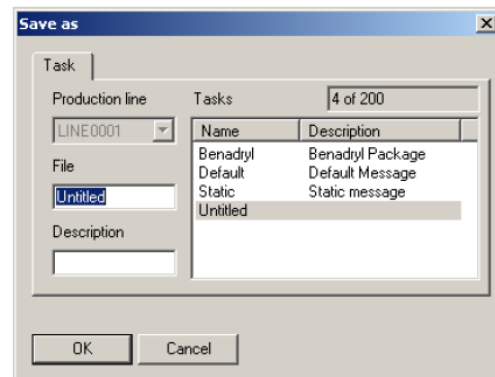 Save as
Task
Production line
LINE0001
File
Untitled
Description
Tasks
4 of 200
Name Description
Benadryl Benadryl Package
Default Default Message
Static Static message
Untitled
OK
Cancel